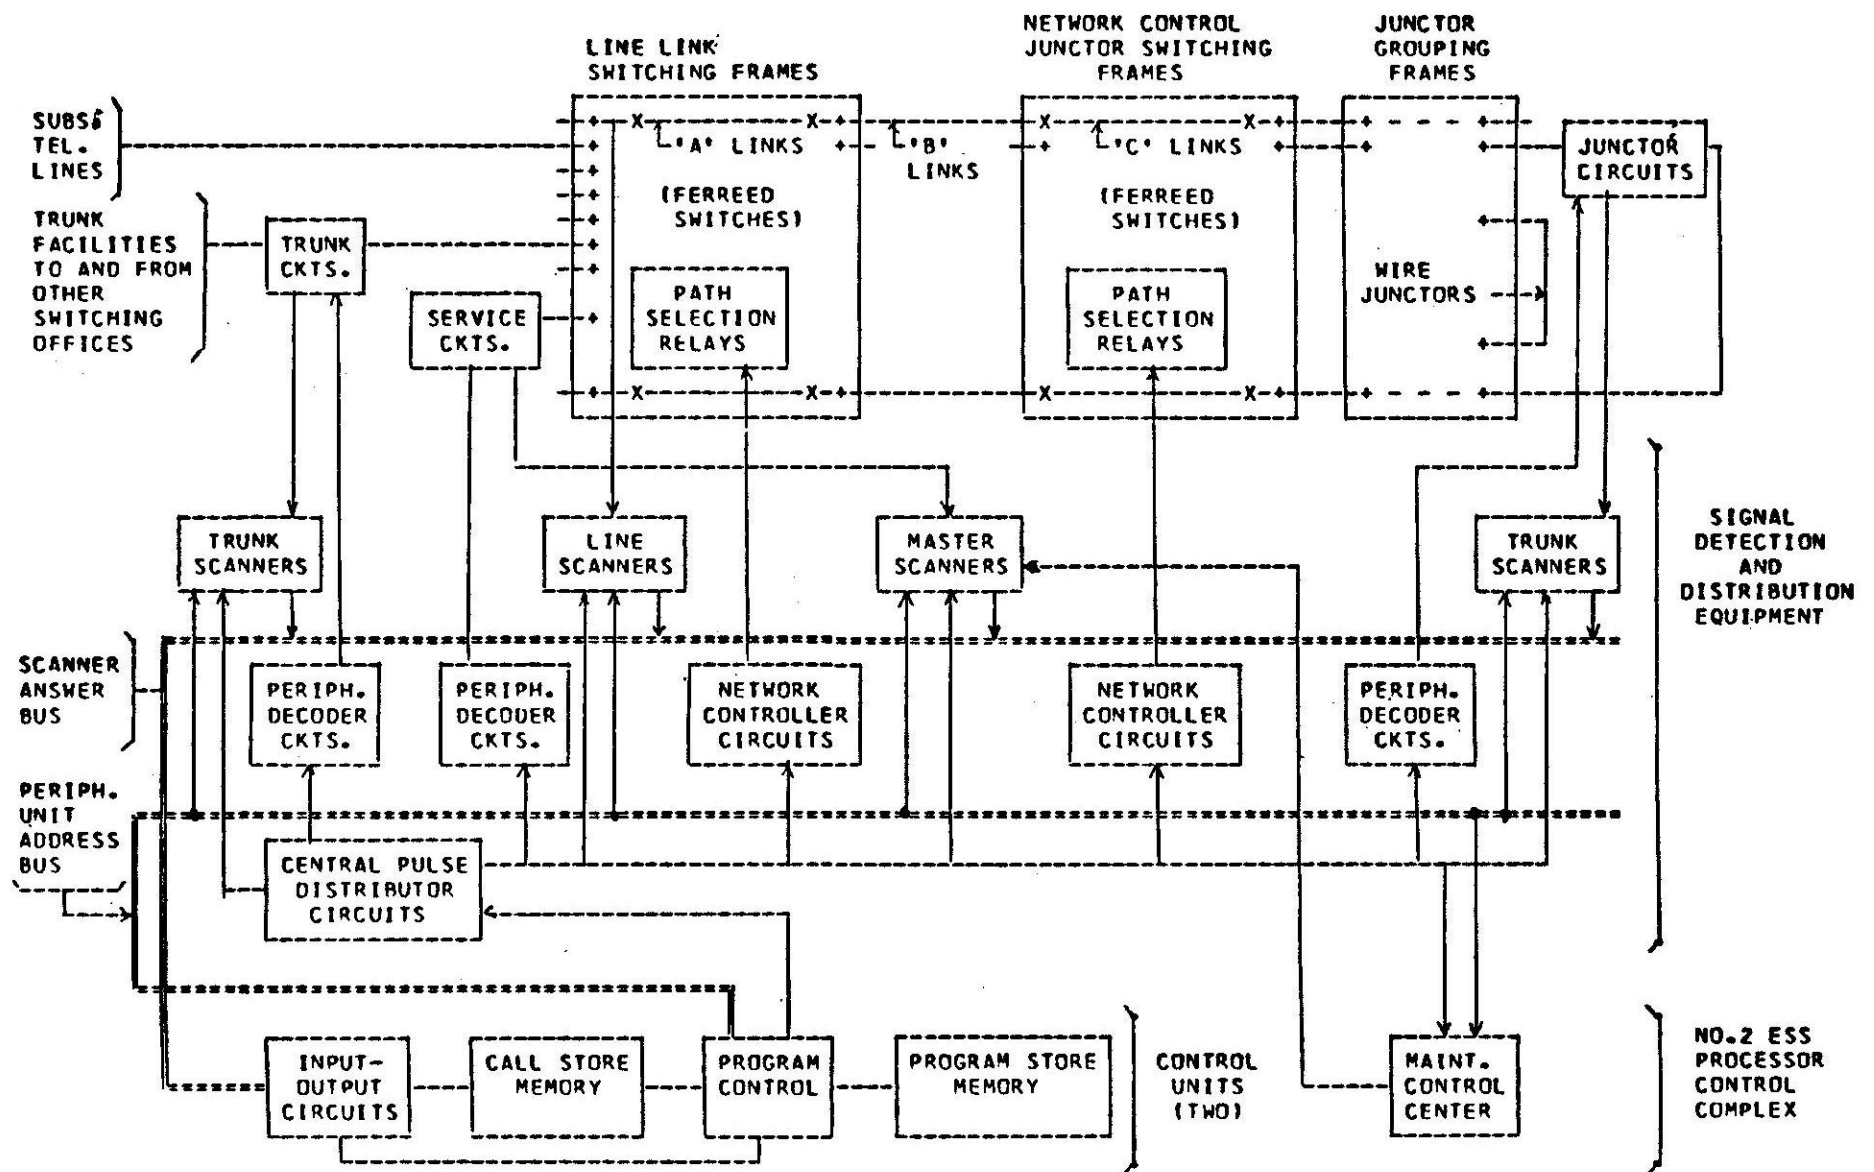 LINE LINK
SWITCHING FRAMES
NETWORK CONTROL
JUNCTOR SWITCHING
FRAMES
JUNCTOR
GROUPING
FRAMES
SUBS.
TEL.
LINES
TRUNK
FACILITIES
TO AND FROM
OTHER
SWITCHING
OFFICES
TRUNK
CKTS.
SERVICE
CKTS.
'A' LINKS
(FERREED
SWITCHES)
PATH
SELECTION
RELAYS
'B'
LINKS
'C' LINKS
(FERREED
SWITCHES)
PATH
SELECTION
RELAYS
WIRE
JUNCTORS
JUNCTOR
CIRCUITS
TRUNK
SCANNERS
LINE
SCANNERS
MASTER
SCANNERS
TRUNK
SCANNERS
SIGNAL
DETECTION
AND
DISTRIBUTION
EQUIPMENT
SCANNER
ANSWER
BUS
PERIPH.
DECODER
CKTS.
PERIPH.
DECODER
CKTS.
NETWORK
CONTROLLER
CIRCUITS
NETWORK
CONTROLLER
CIRCUITS
PERIPH.
DECODER
CKTS.
PERIPH.
UNIT
ADDRESS
BUS
CENTRAL PULSE
DISTRIBUTOR
CIRCUITS
INPUT-
OUTPUT
CIRCUITS
CALL STORE
MEMORY
PROGRAM
CONTROL
PROGRAM STORE
MEMORY
CONTROL
UNITS
(TWO)
MAINT.
CONTROL
CENTER
NO.2 ESS
PROCESSOR
CONTROL
COMPLEX